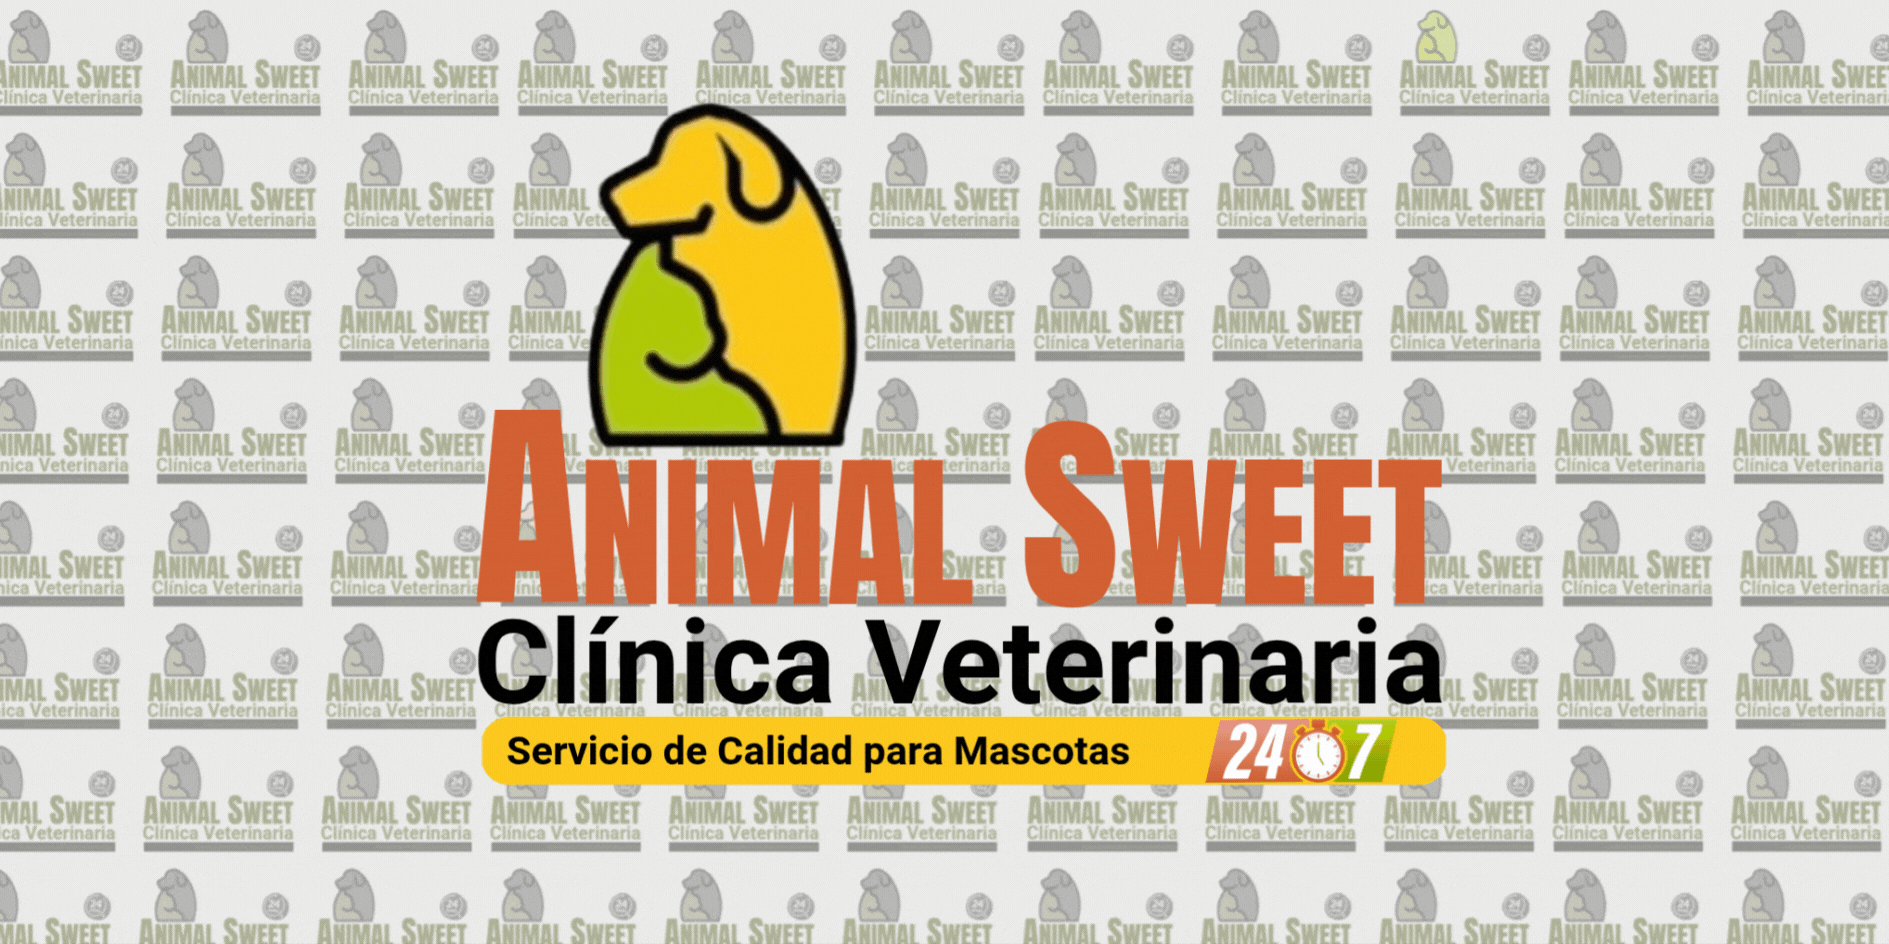 Animal Sweet
Clínica Veterinaria
Servicio de Calidad para Mascotas 24 7